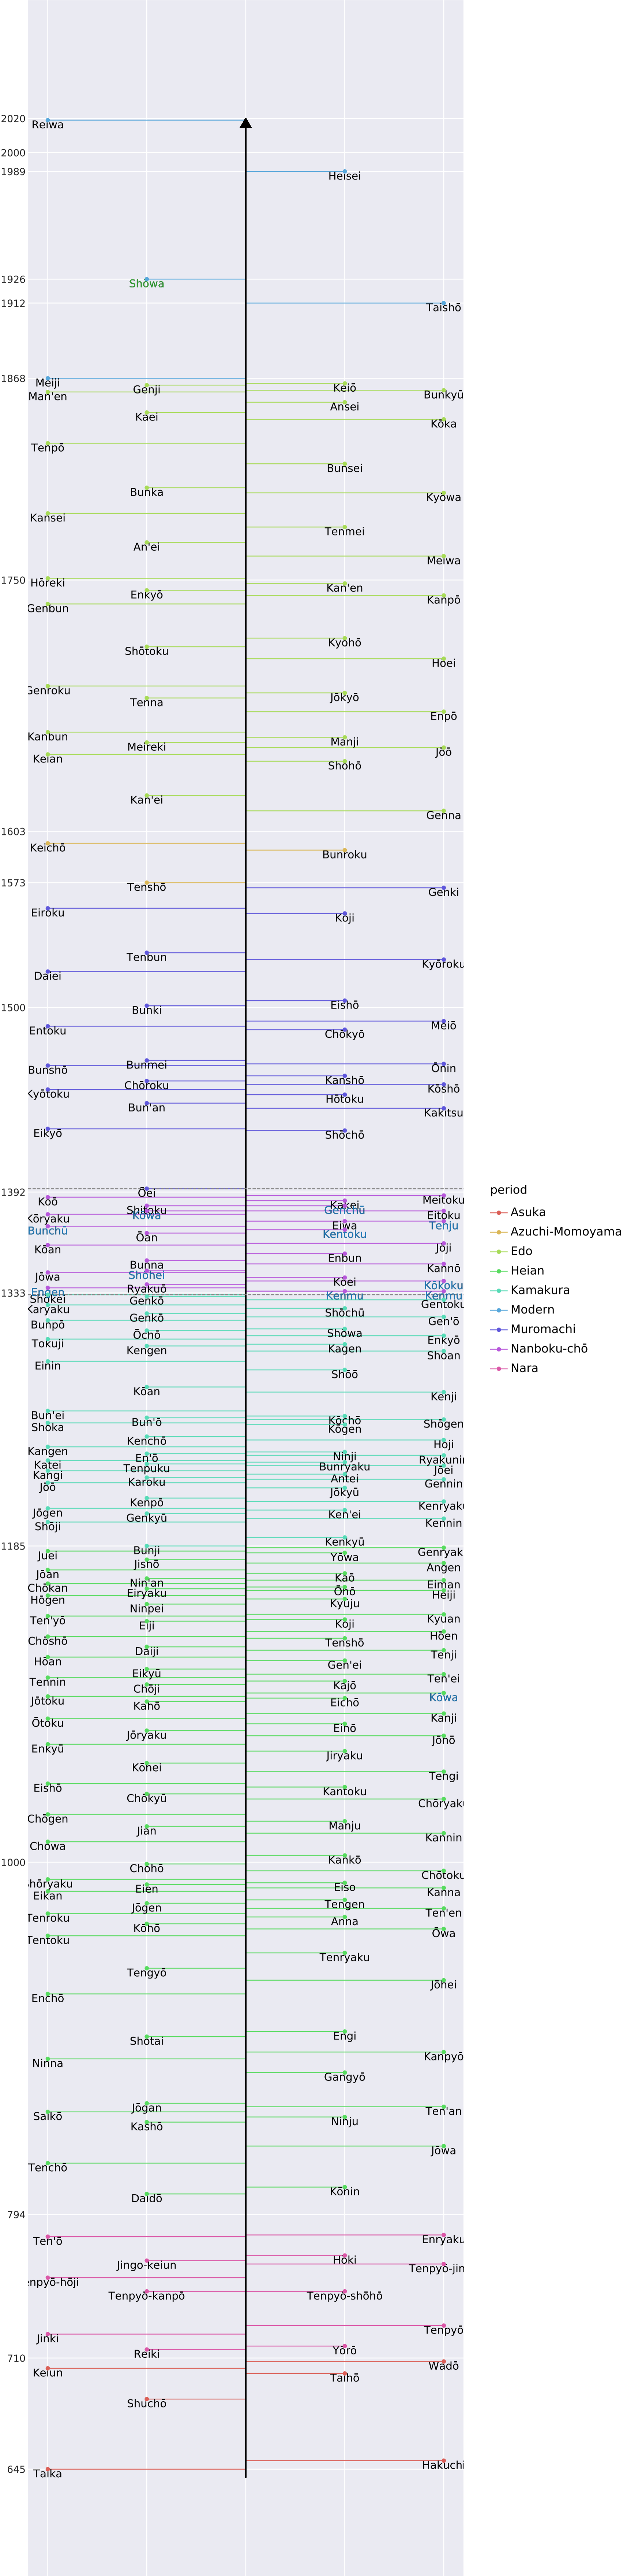 2020
Reiwa
2000
1989
Heisei
1926
Shōwa
1912
Taishō
1868
Meiji
Keiō
Genji
Bunkyū
Man'en
Ansei
Kaei
Kōka
Tenpō
Bunsei
Bunka
Kyōwa
Kansei
Tenmei
An'ei
Meiwa
1750
Hōreki
Kan'en
Enkyō
Kanpō
Genbun
Kyōhō
Shōtoku
Hōei
Genroku
Jōkyō
Tenna
Enpō
Kanbun
Manji
Meireki
Jōō
Keian
Shōhō
Kan'ei
Genna
1603
Keichō
Bunroku
1573
Tenshō
Genki
Eiroku
Kōji
Tenbun
Kyōroku
Daiei
1500
Eishō
Bunki
Meiō
Entoku
Chōkyō
Bunmei
Ōnin
Bunshō
Kanshō
Chōroku
Kōshō
Kyōtoku
Hōtoku
Bun'an
Kakitsu
Eikyō
Shōchō
1392
Ōei
period
Meitoku
Kōō
Kakei
Asuka
Shitoku
Genchū
Eitoku
Kōwa
Kōryaku
Azuchi-Momoyama
Eiwa
Tenju
Bunchū
Kentoku
Ōan
Edo
Jōji
Kōan
Enbun
Heian
Bunna
Kannō
Shōhei
Jōwa
Kamakura
Kōei
Kōkoku
Ryakuō
Engen
1333
Kenmu
Kenmu
Modern
Shōkei
Genkō
Gentoku
Karyaku
Shōchū
Muromachi
Genkō
Gen'ō
Bunpō
Nanboku-chō
Shōwa
Ōchō
Enkyō
Tokuji
Kagen
Kengen
Nara
Shōan
Einin
Shōō
Kōan
Kenji
Bun'ei
Kōchō
Bun'ō
Shōgen
Shōka
Kōgen
Kenchō
Hōji
Kangen
Ninji
En'ō
Ryakunin
Katei
Bunryaku
Tenpuku
Jōei
Kangi
Antei
Karoku
Gennin
Jōō
Jōkyū
Kenpō
Kenryaku
Jōgen
Ken'ei
Genkyū
Kennin
Shōji
Kenkyū
1185
Bunji
Genryaku
Juei
Yōwa
Jishō
Angen
Jōan
Kaō
Nin'an
Eiman
Chōkan
Ōhō
Eiryaku
Heiji
Hōgen
Kyūju
Ninpei
Ten'yō
Kyūan
Kōji
Eiji
Hōen
Chōshō
Tenshō
Daiji
Tenji
Hōan
Gen'ei
Eikyū
Ten'ei
Tennin
Kajō
Chōji
Kōwa
Jōtoku
Eichō
Kahō
Kanji
Ōtoku
Eihō
Jōryaku
Jōhō
Enkyū
Jiryaku
Kōhei
Tengi
Eishō
Kantoku
Chōkyū
Chōryaku
Chōgen
Manju
Jian
Kannin
Chōwa
Kankō
1000
Chōhō
Chōtoku
Shōryaku
Eiso
Eien
Kanna
Eikan
Tengen
Jōgen
Ten'en
Tenroku
Anna
Kōhō
Ōwa
Tentoku
Tenryaku
Tengyō
Jōhei
Enchō
Engi
Shōtai
Kanpyō
Ninna
Gangyō
Jōgan
Ten'an
Saikō
Ninju
Kashō
Jōwa
Tenchō
Kōnin
Daidō
794
Enryaku
Ten'ō
Hōki
Jingo-keiun
Tenpyō-jin
enpyō-hōji
Tenpyō-kanpō
Tenpyō-shōhō
Tenpyō
Jinki
Yōrō
Reiki
710
Wadō
Keiun
Taihō
Shuchō
Hakuchi
645
Taika